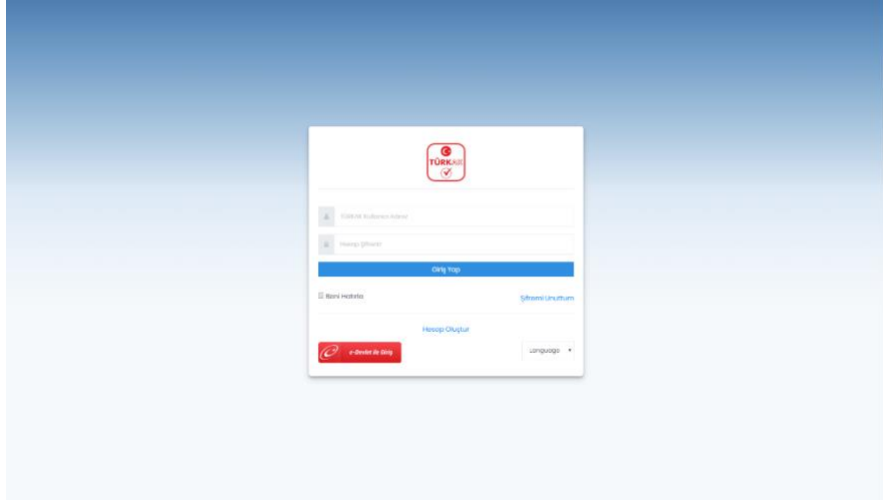 TÜRKAK
TÜRKAK Kullanıcı Adınız
Hesap Şifreniz
Giriş Yap
Beni Hatırla
Şifremi Unuttum
Hesap Oluştur
e-Devlet ile Giriş
Language